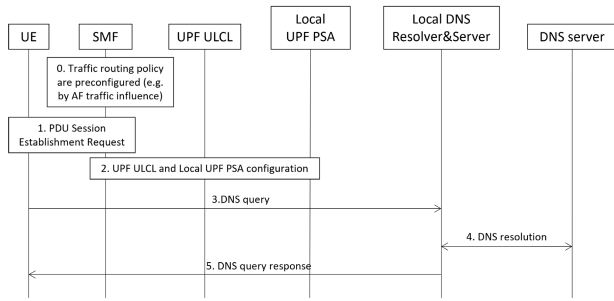 UE
SMF
UPF ULCL
Local
UPF PSA
Local DNS
Resolver&Server
DNS server
0. Traffic routing policy
are preconfigured (e.g.
by AF traffic influence)
1. PDU Session
Establishment Request
2. UPF ULCL and Local UPF PSA configuration
3.DNS query
4. DNS resolution
5. DNS query response